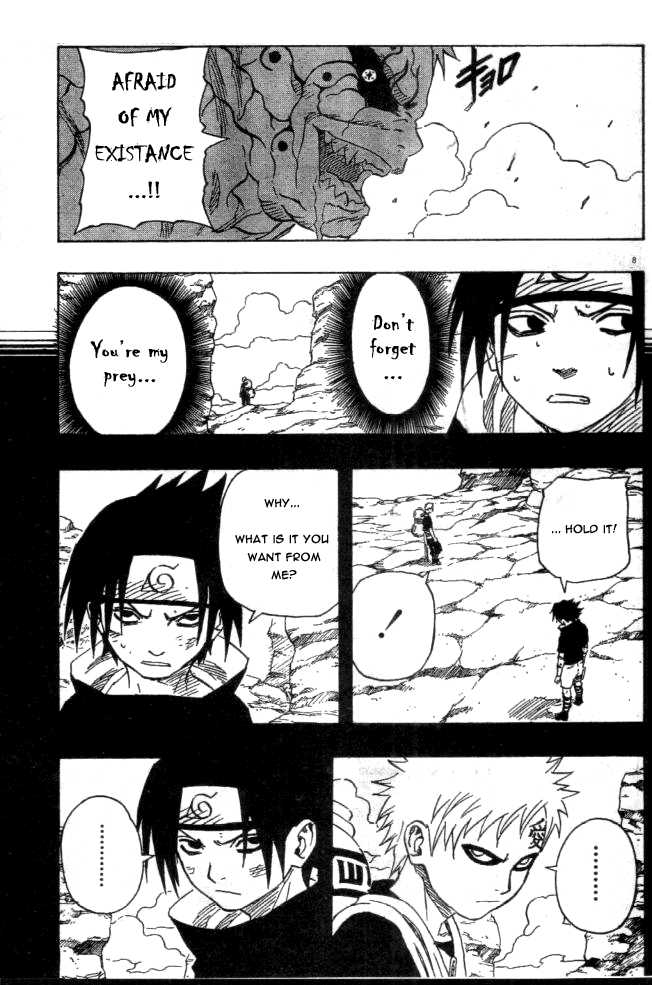 キョロ
AFRAID
OF MY
EXISTANCE
...!!
8
Don't
forget
...
You're my
prey...
... HOLD IT!
!
WHY...
WHAT IS IT YOU
WANT FROM
ME?
.........
........